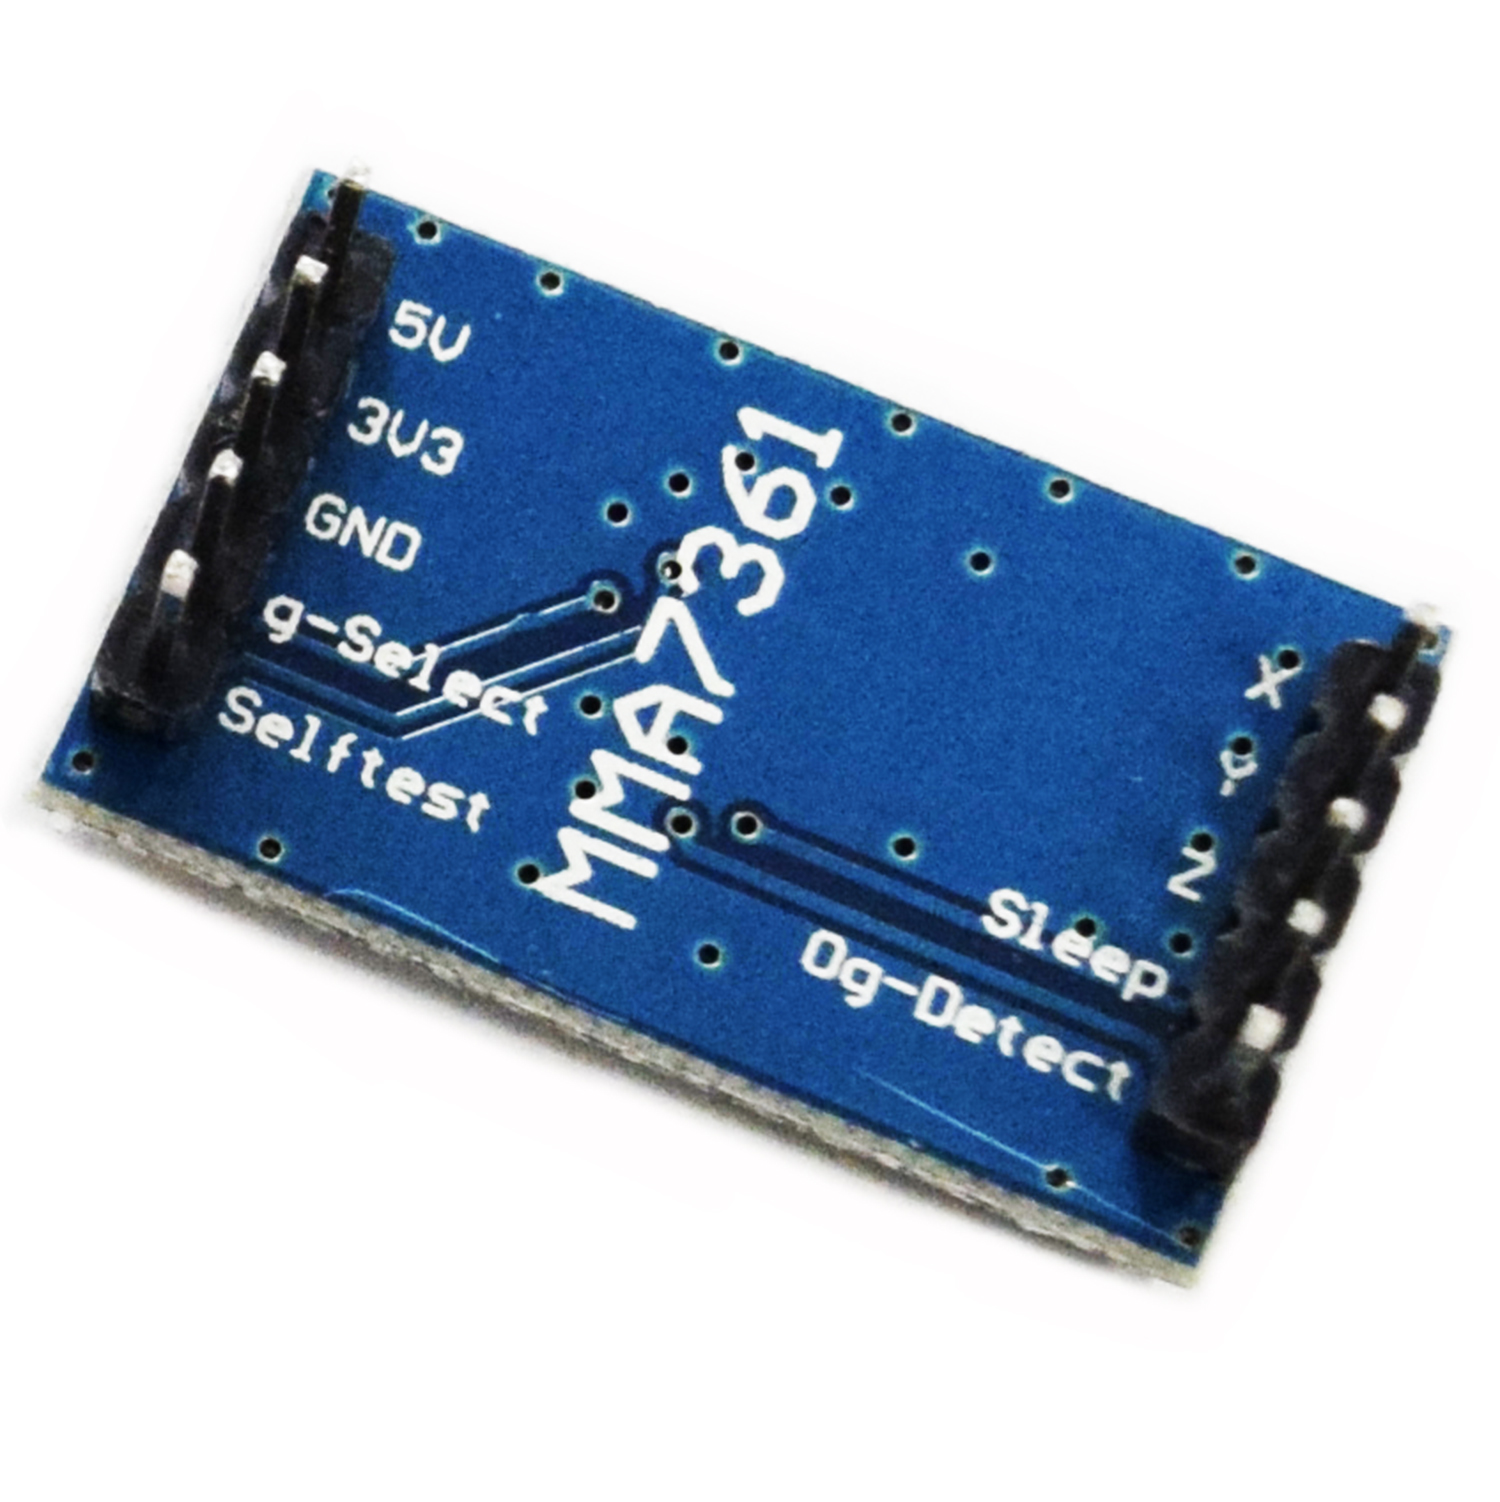 5V
3V3
GND
g-Select
Selftest
MMA7361
X
Y
Z
Sleep
0g-Detect